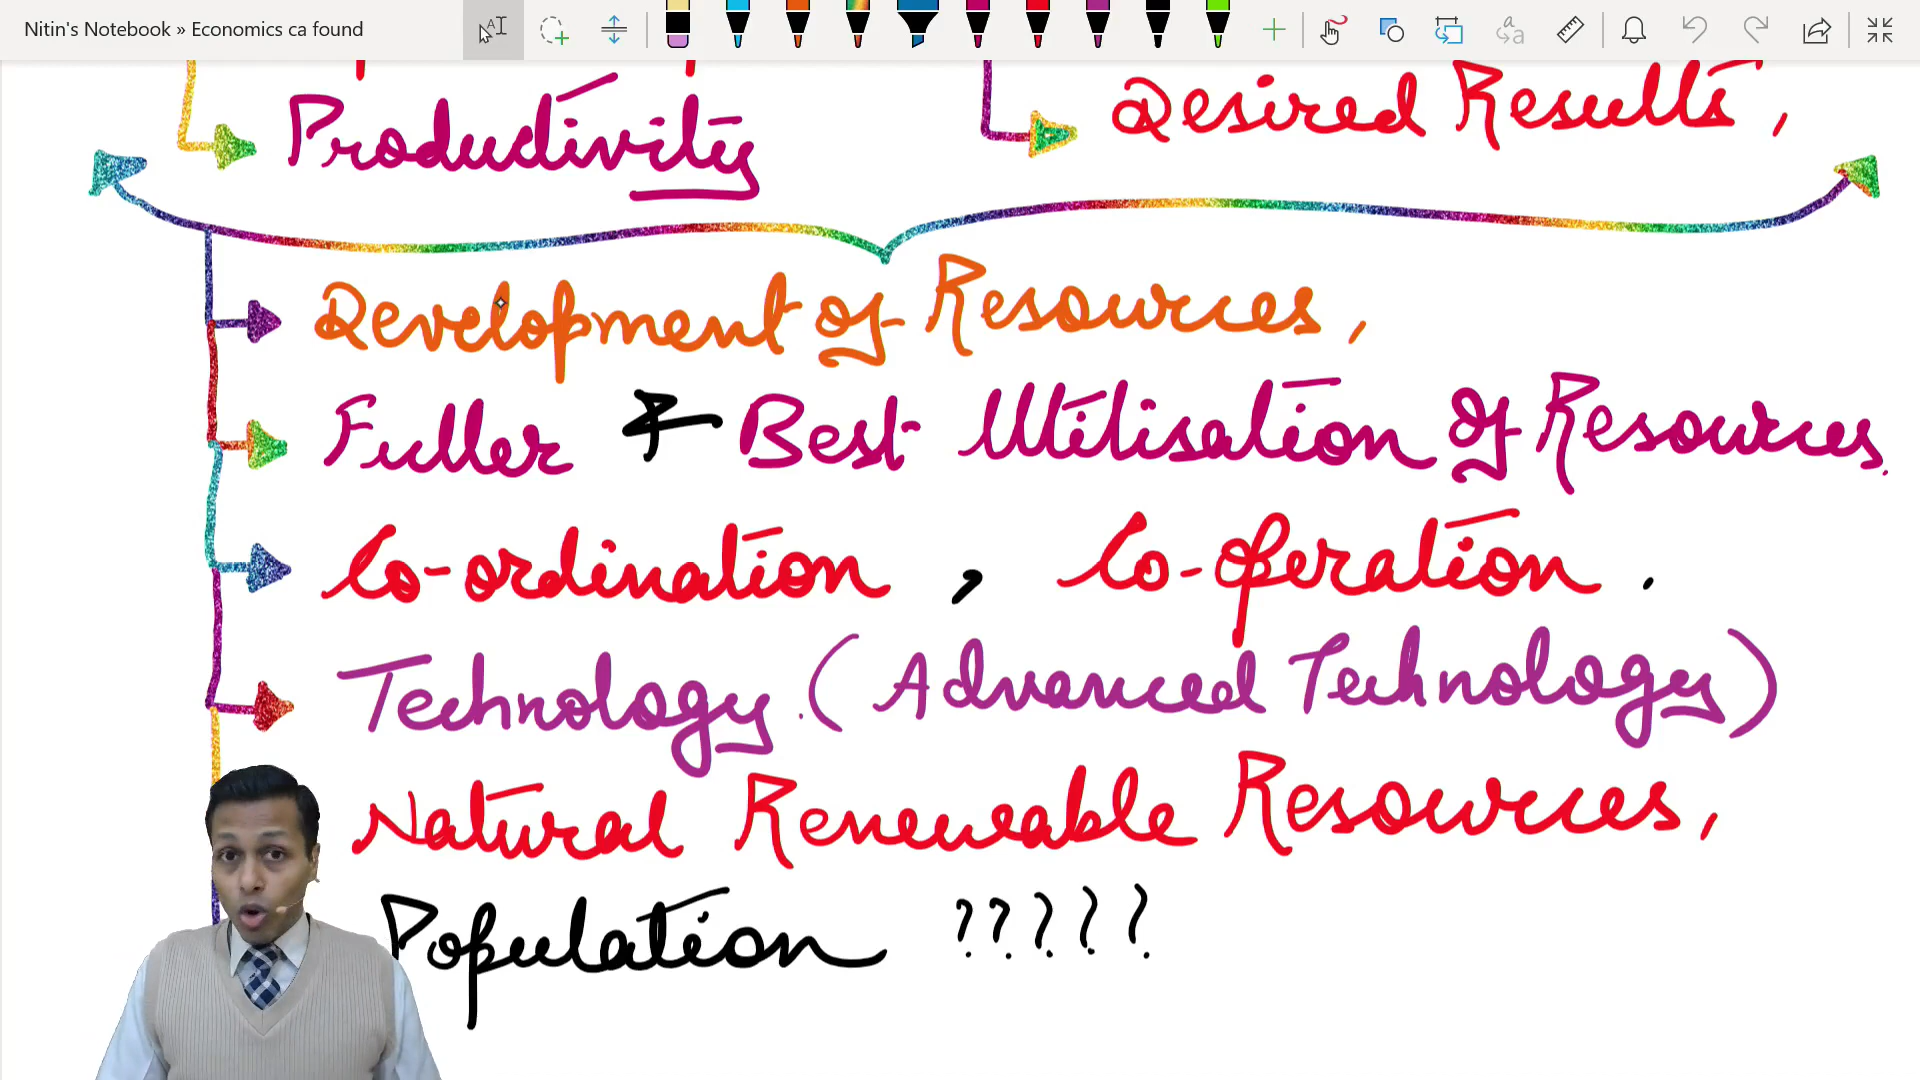 Nitin's Notebook » Economics ca found
Productivity
Desired Results,
Development of Resources,
Fuller & Best Utilisation of Resources.
Co-ordination , Co-operation .
Technology. (Advanced Technology)
Natural Reneweable Resources,
Population ?????